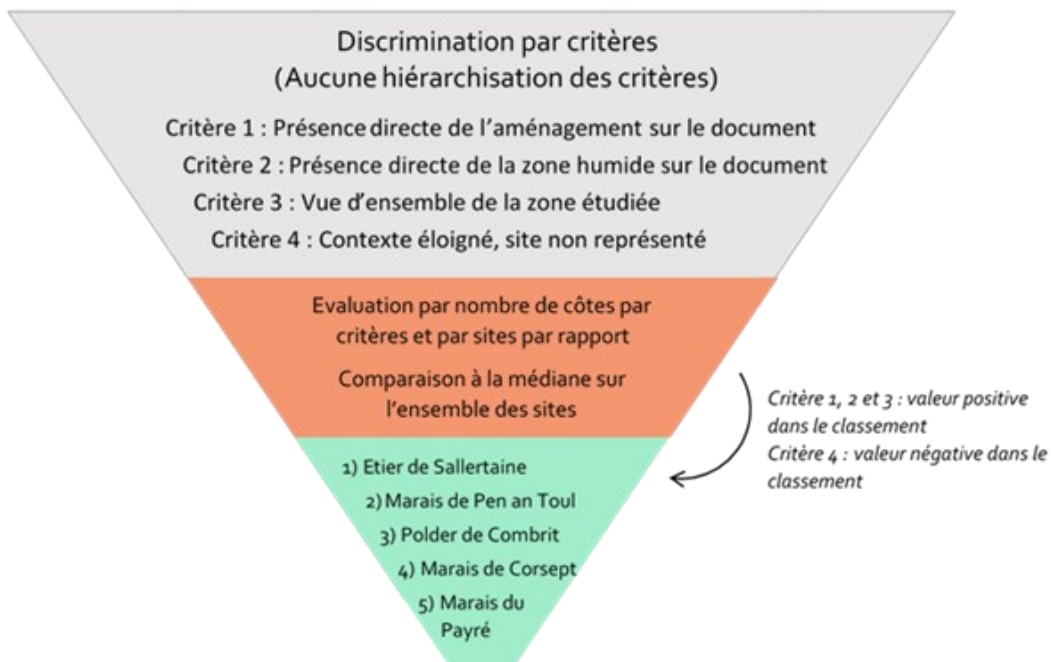 Discrimination par critères
(Aucune hiérarchisation des critères)
Critère 1 : Présence directe de l'aménagement sur le document
Critère 2 : Présence directe de la zone humide sur le document
Critère 3 : Vue d'ensemble de la zone étudiée
Critère 4 : Contexte éloigné, site non représenté
Evaluation par nombre de côtes par
critères et par sites par rapport
Comparaison à la médiane sur
l'ensemble des sites
Critère 1, 2 et 3 : valeur positive
dans le classement
Critère 4 : valeur négative dans le
classement
1) Etier de Sallertaine
2) Marais de Pen an Toul
3) Polder de Combrit
4) Marais de Corsept
5) Marais du
Payré